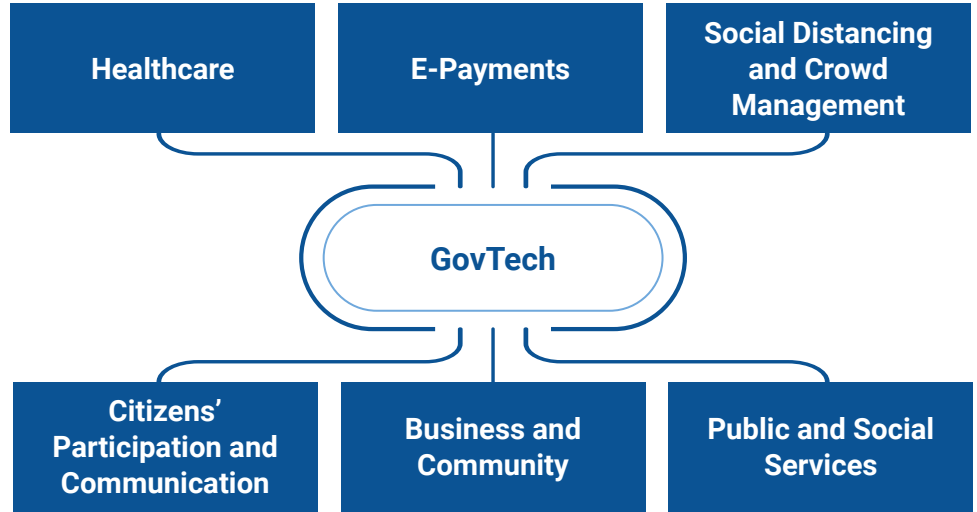 Healthcare
E-Payments
Social Distancing
and Crowd
Management
GovTech
Citizens’
Participation and
Communication
Business and
Community
Public and Social
Services